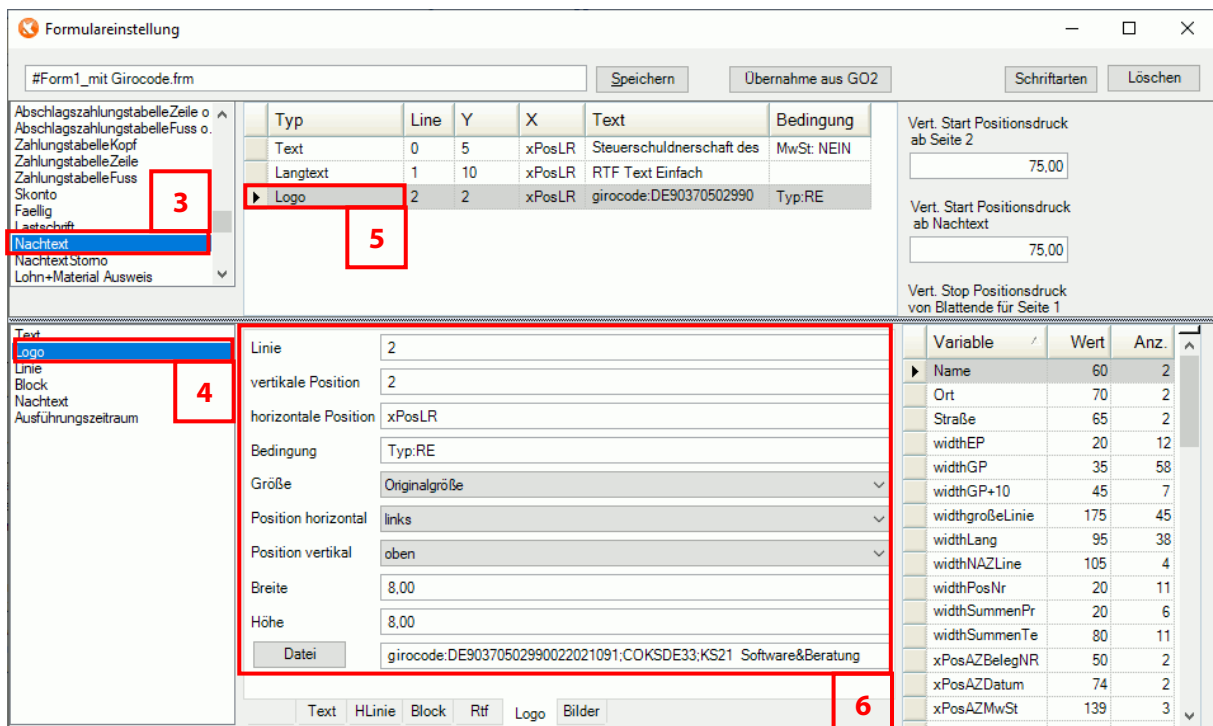 Formulareinstellung
#Form1_mit Girocode.frm
Speichern
Übernahme aus GO2
Schriftarten
Löschen
AbschlagszahlungstabelleZeile o
AbschlagszahlungstabelleFuss o.
ZahlungstabelleKopf
ZahlungstabelleZeile
ZahlungstabelleFuss
Skonto
Faellig
Lastschrift
Nachtext
NachtextStorno
Lohn+Material Ausweis
3
Typ Line Y X Text Bedingung
Text 0 5 xPosLR Steuerschuldnerschaft des MwSt: NEIN
Langtext 1 10 xPosLR RTF Text Einfach
Logo 2 2 xPosLR girocode:DE90370502990 Typ:RE
5
Vert. Start Positionsdruck
ab Seite 2
75,00
Vert. Start Positionsdruck
ab Nachtext
75,00
Vert. Stop Positionsdruck
von Blattende für Seite 1
Text
Logo
Linie
Block
Nachtext
Ausführungszeitraum
4
Linie 2
vertikale Position 2
horizontale Position xPosLR
Bedingung Typ:RE
Größe Originalgröße
Position horizontal links
Position vertikal oben
Breite 8,00
Höhe 8,00
Datei girocode:DE90370502990022021091;COKSDE33;KS21 Software&Beratung
6
Text HLinie Block Rtf Logo Bilder
Variable Wert Anz.
Name 60 2
Ort 70 2
Straße 65 2
widthEP 20 12
widthGP 35 58
widthGP+10 45 7
widthgroßeLinie 175 45
widthLang 95 38
widthNAZLine 105 4
widthPosNr 20 11
widthSummenPr 20 6
widthSummenTe 80 11
xPosAZBelegNR 50 2
xPosAZDatum 74 2
xPosAZMwSt 139 3